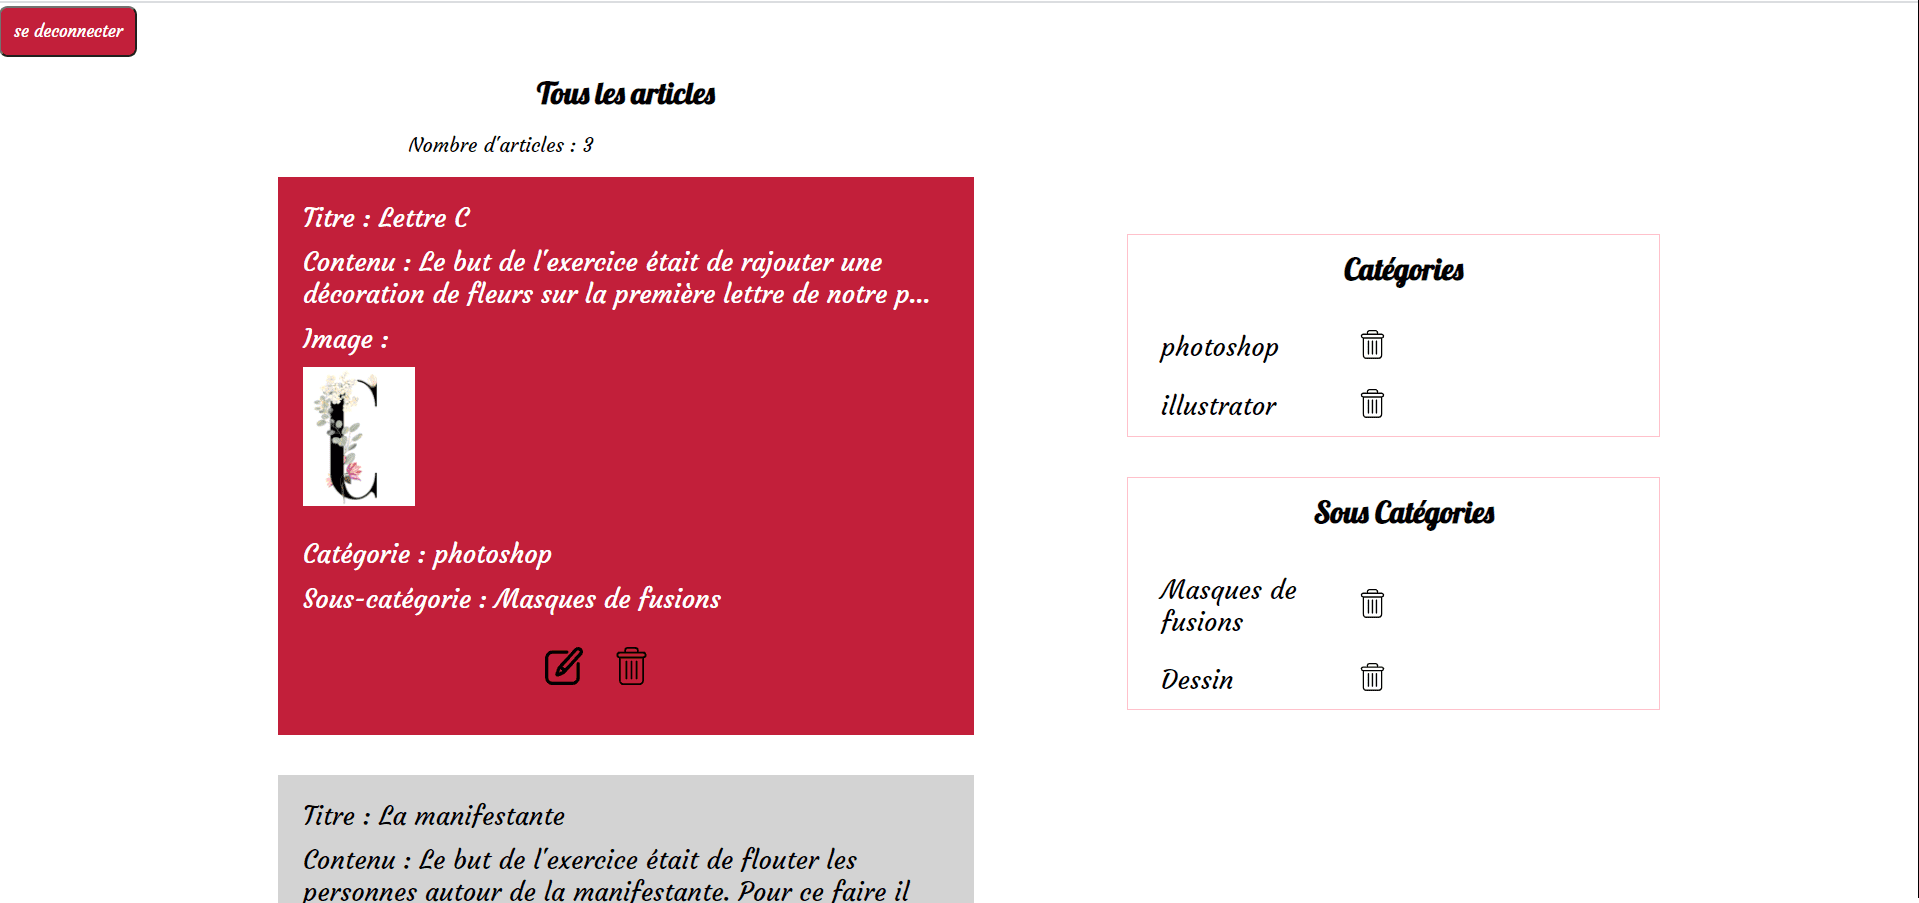 se deconnecter
Tous les articles
Nombre d'articles : 3
Titre : Lettre C
Contenu : Le but de l'exercice était de rajouter une
décoration de fleurs sur la première lettre de notre p...
Image :
Catégorie : photoshop
Sous-catégorie : Masques de fusions
Titre : La manifestante
Contenu : Le but de l'exercice était de flouter les
personnes autour de la manifestante. Pour ce faire il
Catégories
photoshop
illustrator
Sous Catégories
Masques de
fusions
Dessin